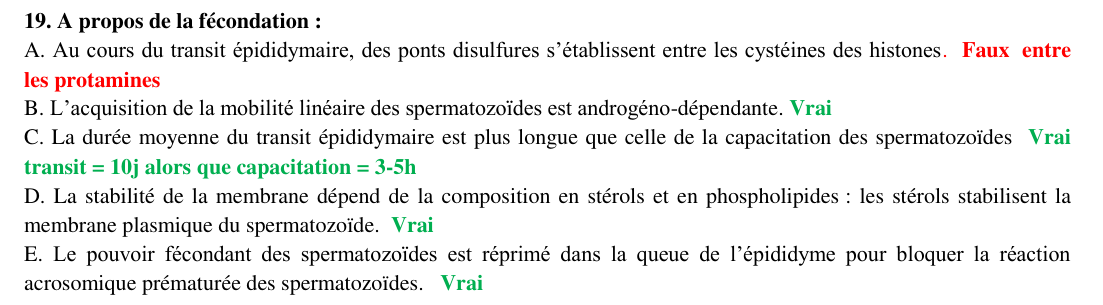 19. A propos de la fécondation :
A. Au cours du transit épididymaire, des ponts disulfures s’établissent entre les cystéines des histones. Faux entre
les protamines
B. L’acquisition de la mobilité linéaire des spermatozoïdes est androgéno-dépendante. Vrai
C. La durée moyenne du transit épididymaire est plus longue que celle de la capacitation des spermatozoïdes Vrai
transit = 10j alors que capacitation = 3-5h
D. La stabilité de la membrane dépend de la composition en stérols et en phospholipides : les stérols stabilisent la
membrane plasmique du spermatozoïde. Vrai
E. Le pouvoir fécondant des spermatozoïdes est réprimé dans la queue de l’épididyme pour bloquer la réaction
acrosomique prématurée des spermatozoïdes. Vrai